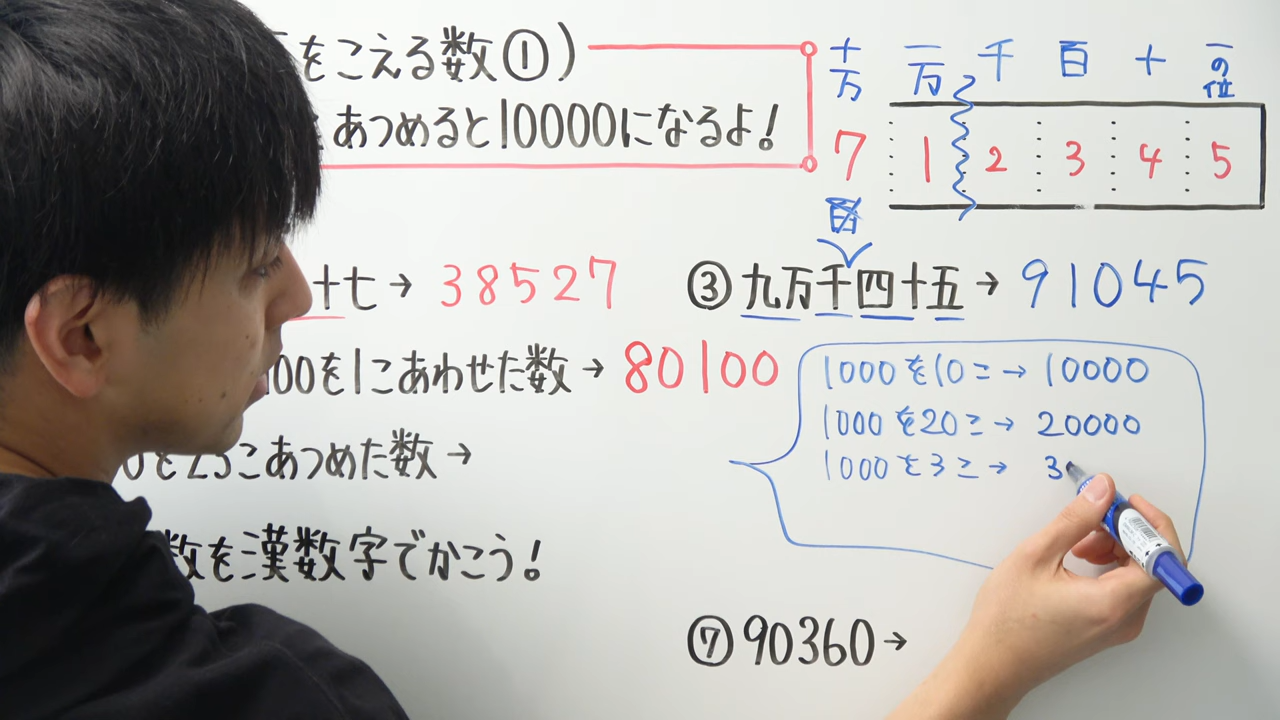 をこえる数①)
あつめると10000になるよ!
十万 一万 千 百 十 一の位
7 1 2 3 4 5
十七→ 38527
③九万千四十五→ 91045
100を1こあわせた数→ 80100
0を23こあつめた数→
1000を10こ→10000
1000を20こ→20000
1000を3こ→ 3
数を漢数字でかこう!
⑦90360→